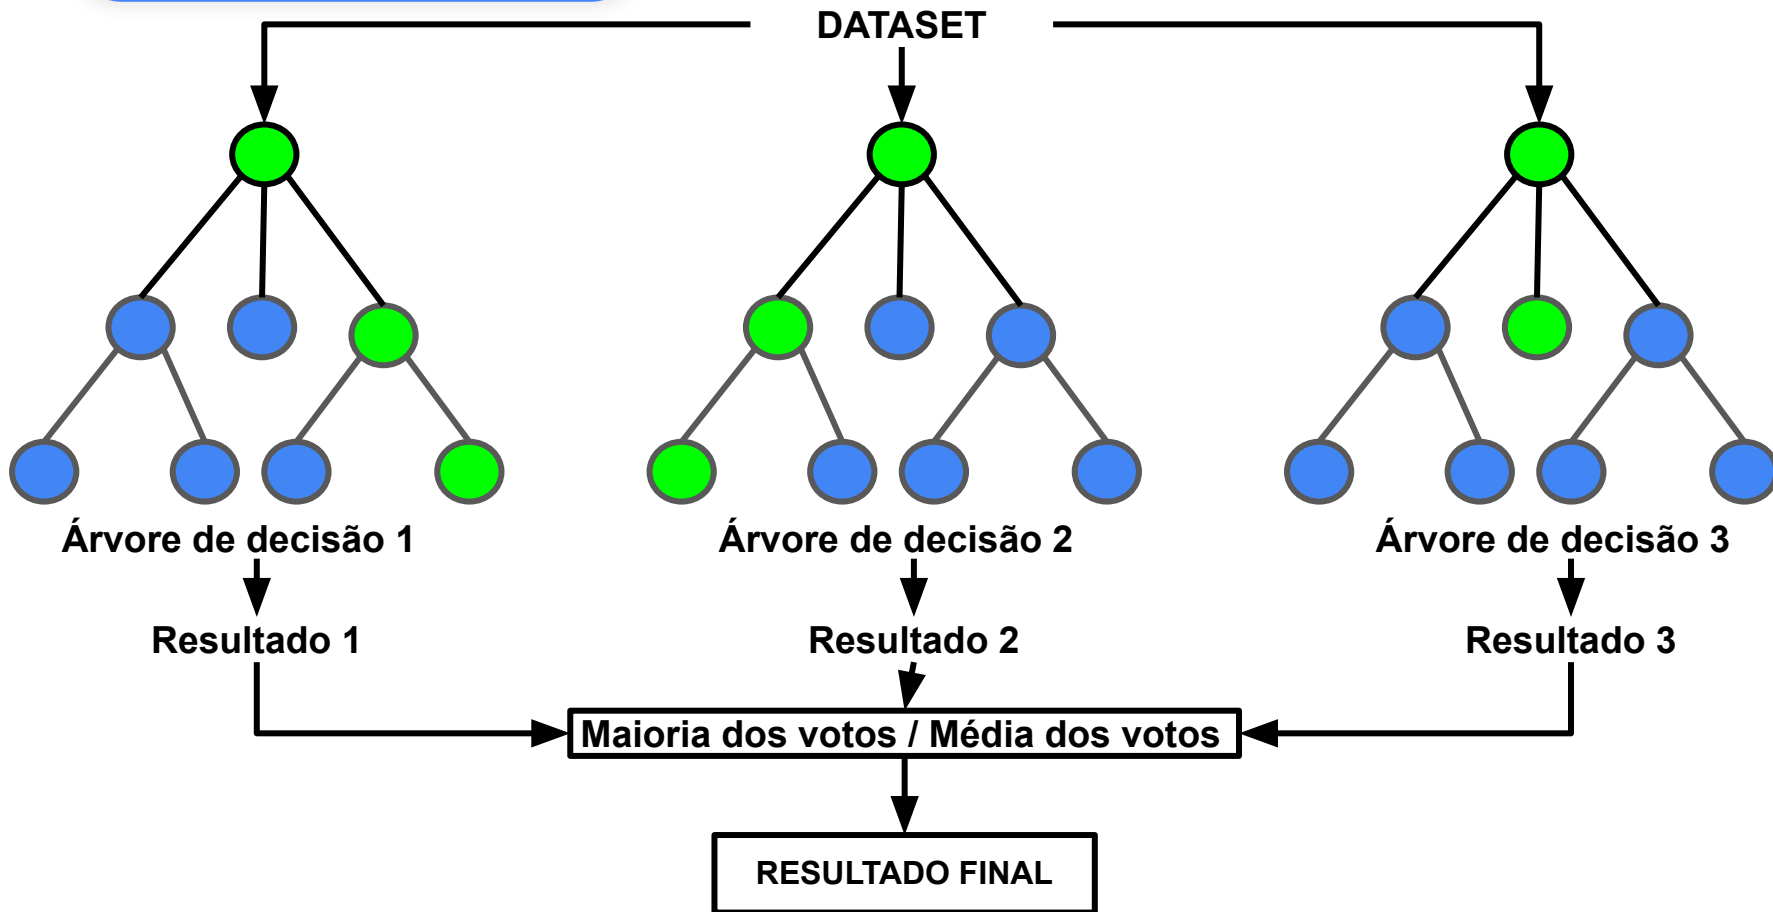 DATASET
Árvore de decisão 1
Árvore de decisão 2
Árvore de decisão 3
Resultado 1
Resultado 2
Resultado 3
Maioria dos votos / Média dos votos
RESULTADO FINAL